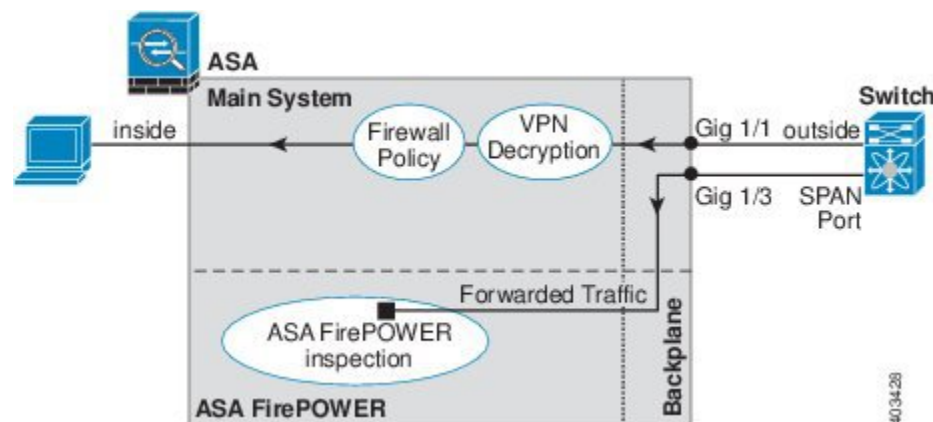 ASA
Main System
Switch
inside
Firewall
Policy
VPN
Decryption
Gig 1/1 outside
Gig 1/3 SPAN
Port
Forwarded Traffic
ASA FirePOWER
inspection
Backplane
ASA FirePOWER
403428